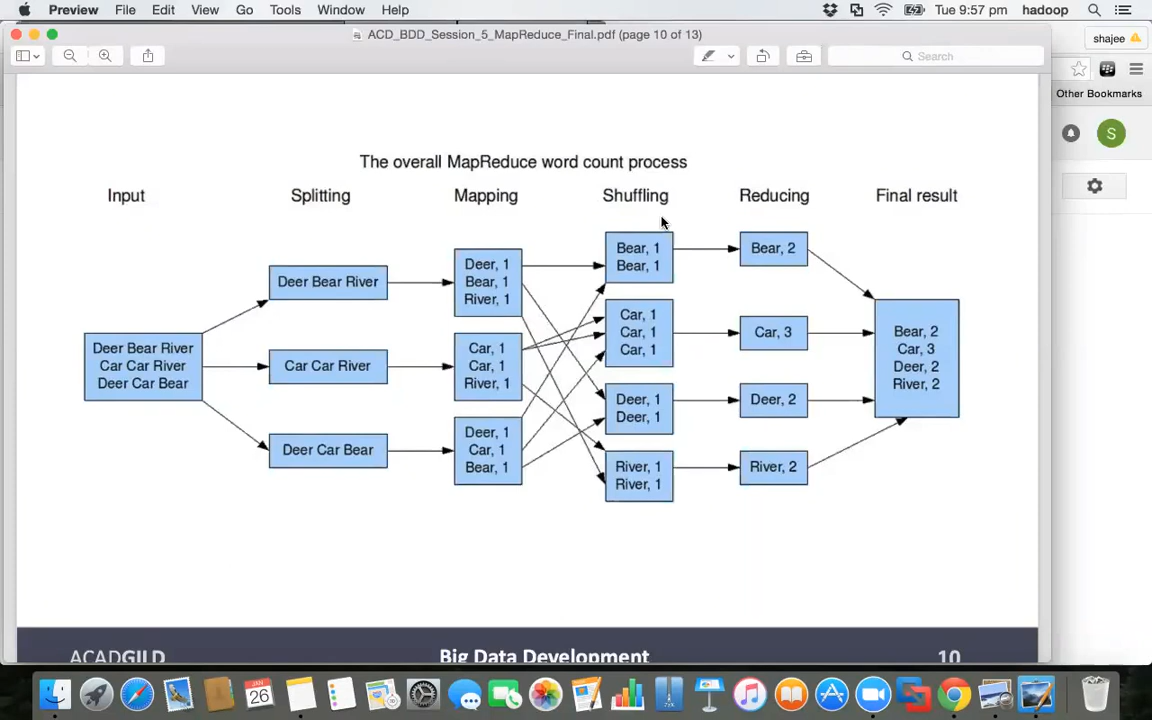 Preview File Edit View Go Tools Window Help Tue 9:57 pm hadoop
ACD_BDD_Session_5_MapReduce_Final.pdf (page 10 of 13)
shajee
Search
Other Bookmarks
S
The overall MapReduce word count process
Input Splitting Mapping Shuffling Reducing Final result
Deer Bear River
Car Car River
Deer Car Bear
Deer Bear River
Car Car River
Deer Car Bear
Deer, 1
Bear, 1
River, 1
Car, 1
Car, 1
River, 1
Deer, 1
Car, 1
Bear, 1
Bear, 1
Bear, 1
Car, 1
Car, 1
Car, 1
Deer, 1
Deer, 1
River, 1
River, 1
Bear, 2
Car, 3
Deer, 2
River, 2
Bear, 2
Car, 3
Deer, 2
River, 2
ACADGILD Big Data Development 10
26